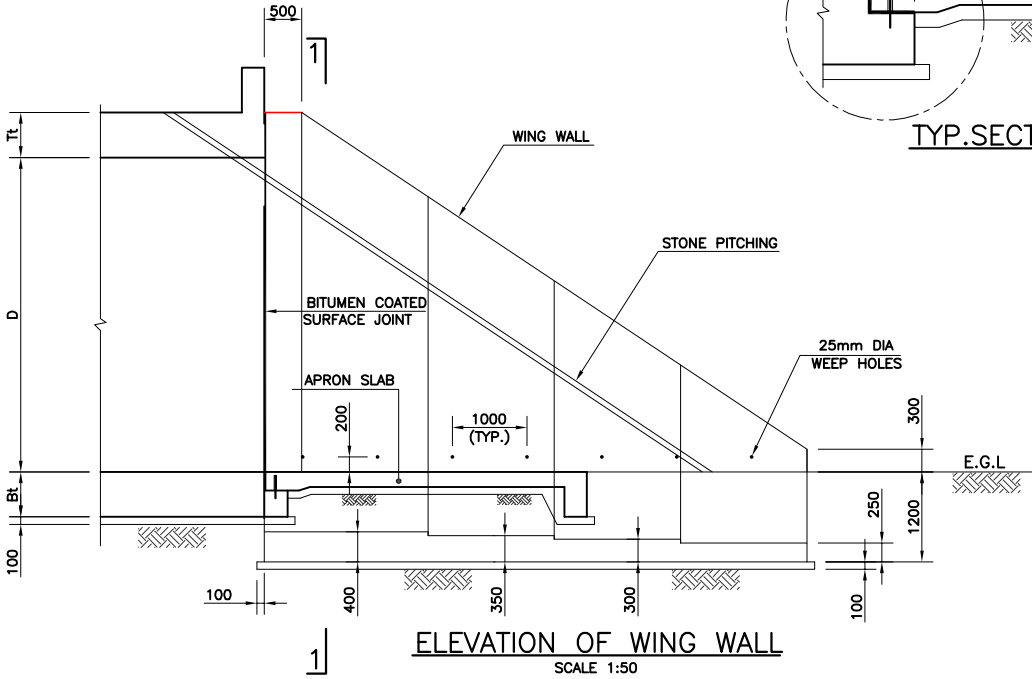 500
1
TYP.SECT
Tt
WING WALL
STONE PITCHING
D
BITUMEN COATED
SURFACE JOINT
25mm DIA
WEEP HOLES
APRON SLAB
200
1000
(TYP.)
300
E.G.L
Bt
250
1200
100
100
400
350
300
100
1
ELEVATION OF WING WALL
SCALE 1:50